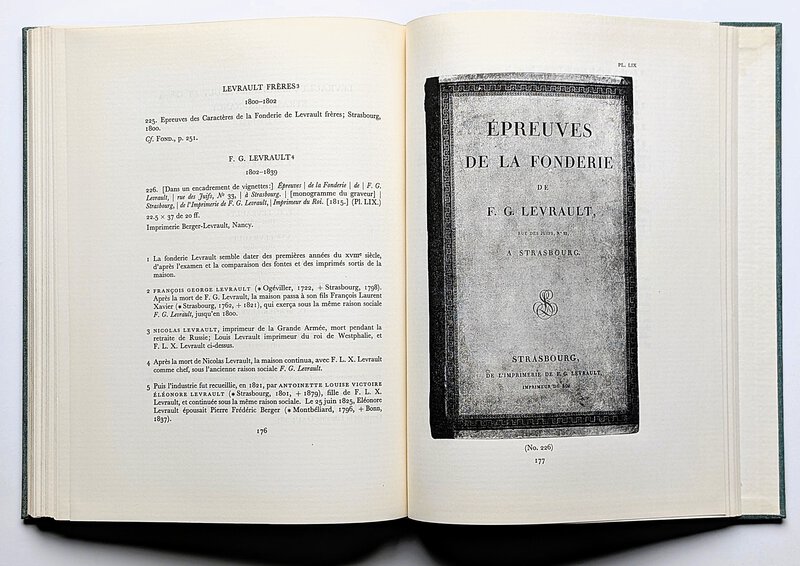 LEVRAULT FRÈRES³
1800–1802
225. Epreuves des Caractères de la Fonderie de Levrault frères; Strasbourg,
1800.
Cf. FOND., p. 251.
F. G. LEVRAULT⁴
1802–1839
226. [Dans un encadrement de vignettes:] Épreuves | de la Fonderie | de | F. G.
Levrault, | rue des Juifs, Nº 33, | à Strasbourg. | [monogramme du graveur] |
Strasbourg, | de l'Imprimerie de F. G. Levrault, | Imprimeur du Roi. [1815.] (Pl. LIX.)
22.5 × 37 de 20 ff.
Imprimerie Berger-Levrault, Nancy.
1 La fonderie Levrault semble dater des premières années du XVIIIᵉ siècle,
d'après l'examen et la comparaison des fontes et des imprimés sortis de la
maison.
2 FRANÇOIS GEORGE LEVRAULT (* Ogéviller, 1722, + Strasbourg, 1798).
Après la mort de F. G. Levrault, la maison passa à son fils François Laurent
Xavier (* Strasbourg, 1762, + 1821), qui exerça sous la même raison sociale
F. G. Levrault, jusqu'en 1800.
3 NICOLAS LEVRAULT, imprimeur de la Grande Armée, mort pendant la
retraite de Russie; Louis Levrault imprimeur du roi de Westphalie, et
F. L. X. Levrault ci-dessus.
4 Après la mort de Nicolas Levrault, la maison continua, avec F. L. X. Levrault
comme chef, sous l'ancienne raison sociale F. G. Levrault.
5 Puis l'industrie fut recueillie, en 1821, par ANTOINETTE LOUISE VICTOIRE
ÉLÉONORE LEVRAULT (* Strasbourg, 1801, + 1879), fille de F. L. X.
Levrault, et continuée sous la même raison sociale. Le 25 juin 1825, Eléonore
Levrault épousait Pierre Frédéric Berger (* Montbéliard, 1796, + Bonn,
1837).
176
PL. LIX
ÉPREUVES
DE LA FONDERIE
DE
F. G. LEVRAULT,
RUE DES JUIFS, Nº 33,
A STRASBOURG.
STRASBOURG,
DE L'IMPRIMERIE DE F. G. LEVRAULT,
IMPRIMEUR DU ROI
(No. 226)
177